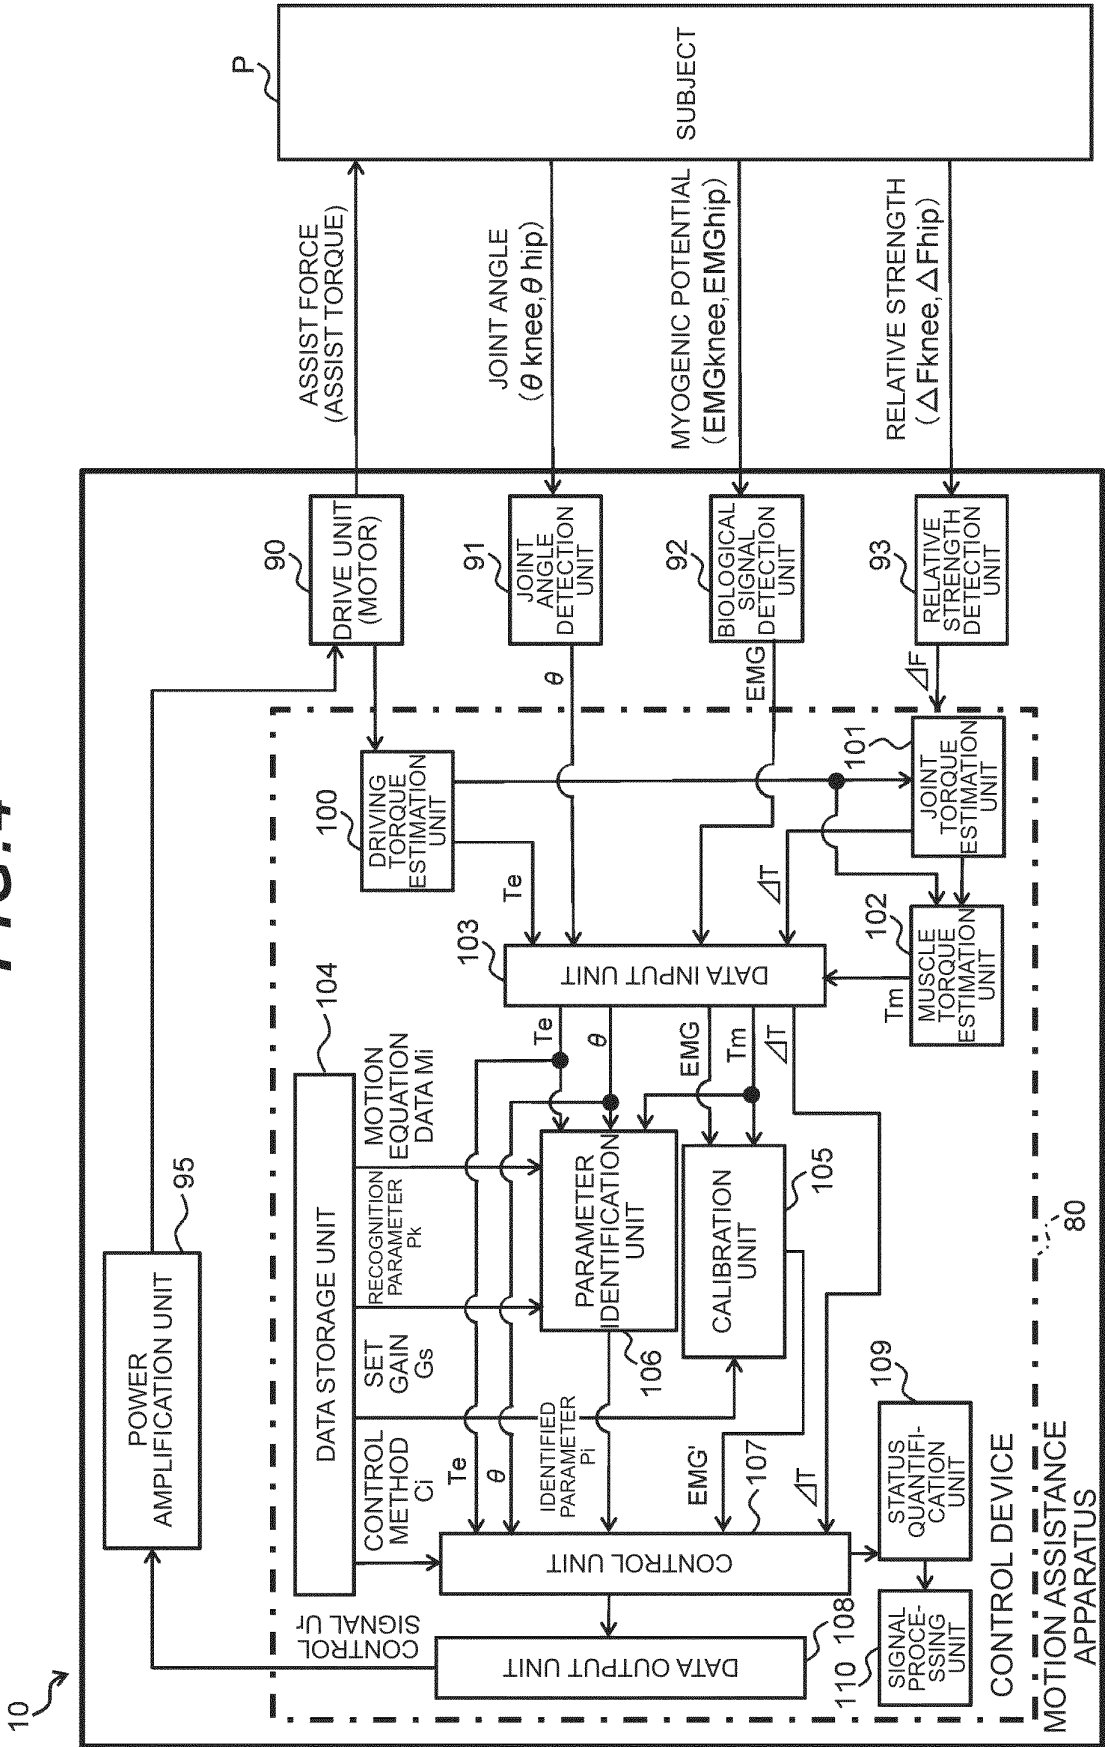 10
P
SUBJECT
ASSIST FORCE
(ASSIST TORQUE)
JOINT ANGLE
(θ knee,θ hip)
MYOGENIC POTENTIAL
(EMGknee,EMGhip)
RELATIVE STRENGTH
(ΔFknee,ΔFhip)
90
DRIVE UNIT
(MOTOR)
91
JOINT
ANGLE
DETECTION
UNIT
92
BIOLOGICAL
SIGNAL
DETECTION
UNIT
93
RELATIVE
STRENGTH
DETECTION
UNIT
θ
EMG
ΔF
100
DRIVING
TORQUE
ESTIMATION
UNIT
101
JOINT
TORQUE
ESTIMATION
UNIT
Te
ΔT
102
MUSCLE
TORQUE
ESTIMATION
UNIT
Tm
103
DATA INPUT UNIT
Te
θ
EMG
Tm
ΔT
95
POWER
AMPLIFICATION UNIT
104
DATA STORAGE UNIT
MOTION
EQUATION
DATA Mi
RECOGNITION
PARAMETER
Pk
SET
GAIN
Gs
CONTROL
METHOD
Ci
PARAMETER
IDENTIFICATION
UNIT
106
CALIBRATION
UNIT
105
Te
θ
IDENTIFIED
PARAMETER
Pi
EMG'
ΔT
107
CONTROL UNIT
CONTROL
SIGNAL Ur
DATA OUTPUT UNIT
108
109
STATUS
QUANTIFI-
CATION
UNIT
110
SIGNAL
PROCE-
SSING
UNIT
80
CONTROL DEVICE
MOTION ASSISTANCE
APPARATUS